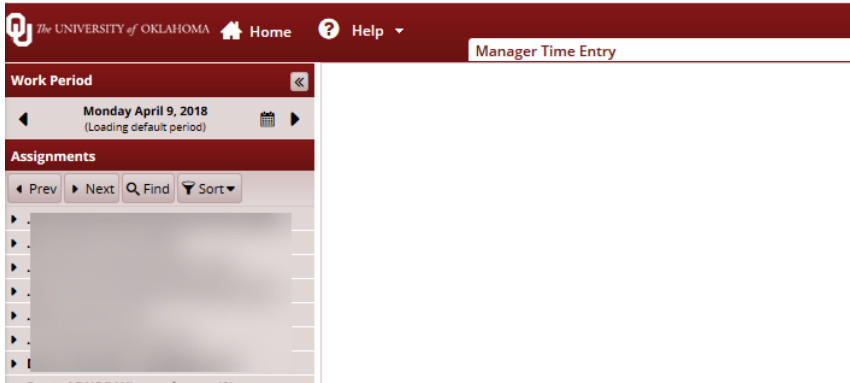 The UNIVERSITY of OKLAHOMA Home ? Help
Manager Time Entry
Work Period
Monday April 9, 2018
(Loading default period)
Assignments
Prev Next Find Sort